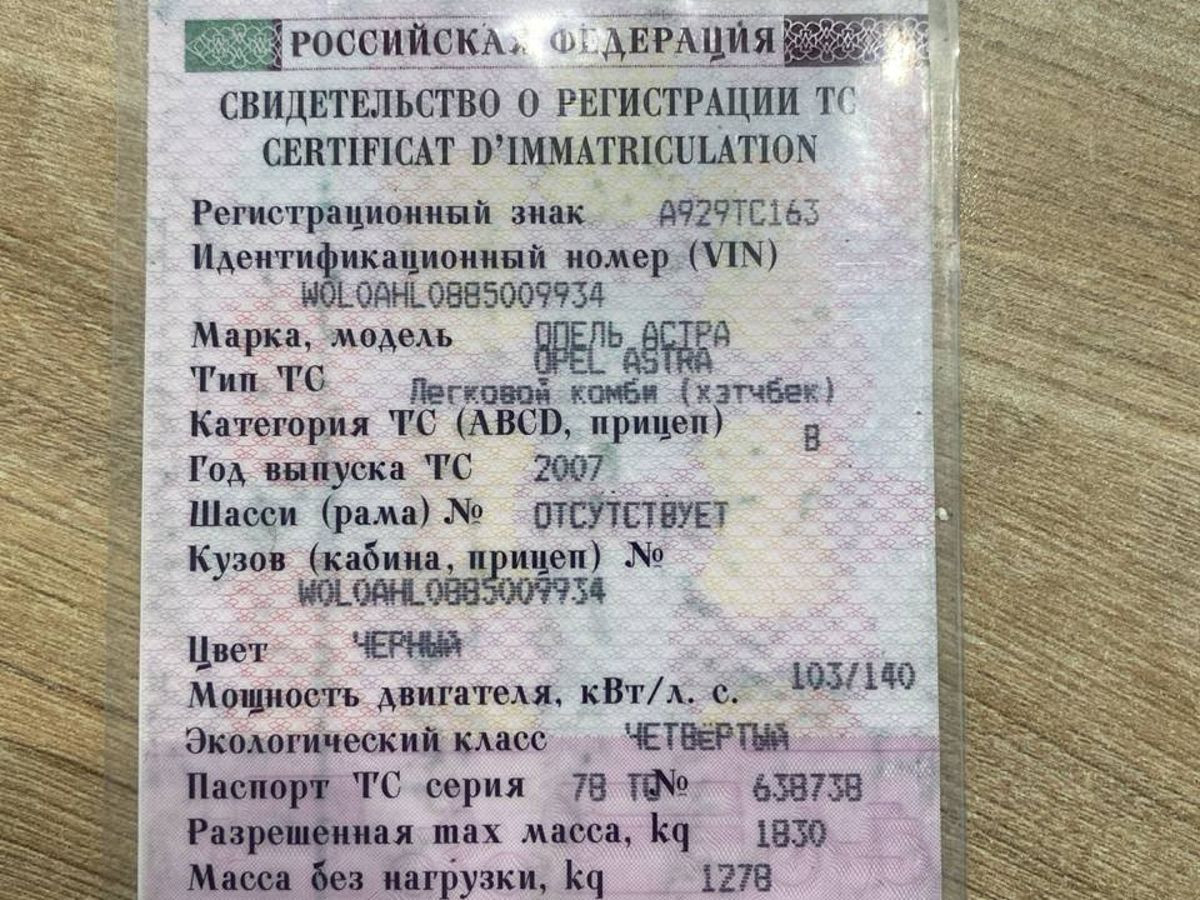 РОССИЙСКАЯ ФЕДЕРАЦИЯ
СВИДЕТЕЛЬСТВО О РЕГИСТРАЦИИ ТС
CERTIFICAT D'IMMATRICULATION
Регистрационный знак А929ТС163
Идентификационный номер (VIN)
W0L0AHL0885009934
Марка, модель ОПЕЛЬ АСТРА
OPEL ASTRA
Тип ТС Легковой комби (хэтчбек)
Категория ТС (ABCD, прицеп) В
Год выпуска ТС 2007
Шасси (рама) № ОТСУТСТВУЕТ
Кузов (кабина, прицеп) №
W0L0AHL0885009934
Цвет ЧЕРНЫЙ
Мощность двигателя, кВт/л. с. 103/140
Экологический класс ЧЕТВЁРТЫЙ
Паспорт ТС серия 78 № 638738
Разрешенная max масса, kg 1830
Масса без нагрузки, kg 1278